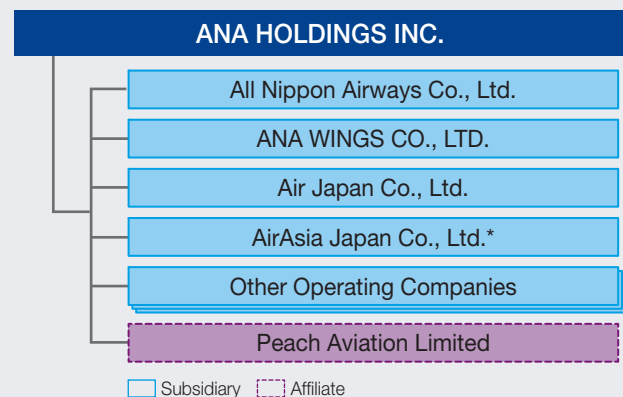 ANA HOLDINGS INC.
All Nippon Airways Co., Ltd.
ANA WINGS CO., LTD.
Air Japan Co., Ltd.
AirAsia Japan Co., Ltd.*
Other Operating Companies
Peach Aviation Limited
Subsidiary Affiliate